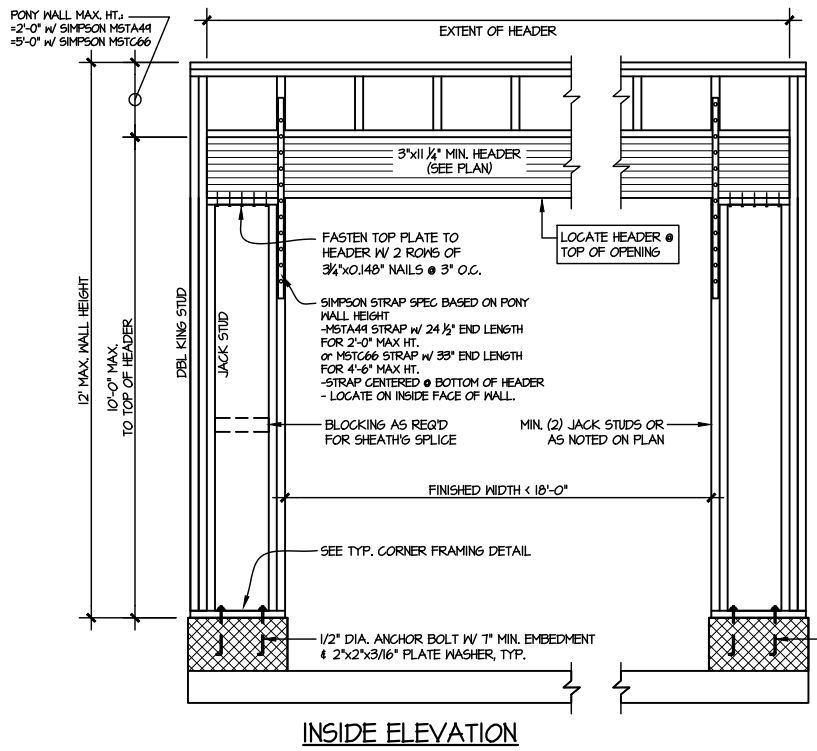 PONY WALL MAX. HT.:
=2'-0" W/ SIMPSON MSTA49
=5'-0" W/ SIMPSON MSTC66
EXTENT OF HEADER
3"x11 1/4" MIN. HEADER
(SEE PLAN)
FASTEN TOP PLATE TO
HEADER W/ 2 ROWS OF
3 1/4"x0.148" NAILS @ 3" O.C.
LOCATE HEADER @
TOP OF OPENING
SIMPSON STRAP SPEC BASED ON PONY
WALL HEIGHT
-MSTA49 STRAP W/ 24 1/2" END LENGTH
FOR 2'-0" MAX HT.
or MSTC66 STRAP W/ 33" END LENGTH
FOR 4'-6" MAX HT.
-STRAP CENTERED @ BOTTOM OF HEADER
- LOCATE ON INSIDE FACE OF WALL.
12' MAX. WALL HEIGHT
10'-0" MAX.
TO TOP OF HEADER
DBL KING STUD
JACK STUD
BLOCKING AS REQ'D
FOR SHEATH'G SPLICE
MIN. (2) JACK STUDS OR
AS NOTED ON PLAN
FINISHED WIDTH < 18'-0"
SEE TYP. CORNER FRAMING DETAIL
1/2" DIA. ANCHOR BOLT W/ 7" MIN. EMBEDMENT
& 2"x2"x3/16" PLATE WASHER, TYP.
INSIDE ELEVATION